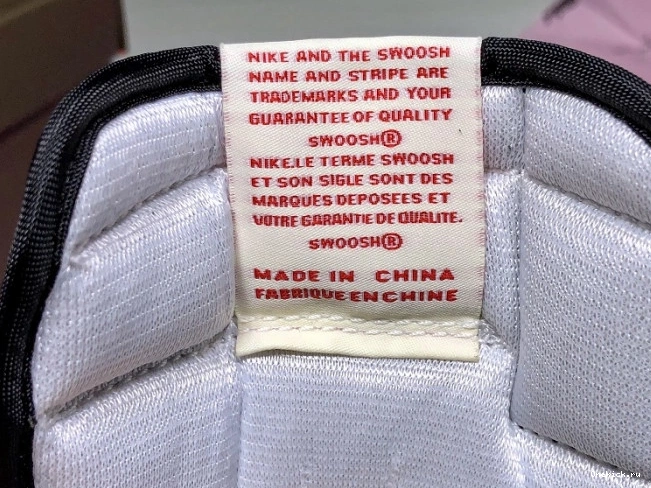 NIKE AND THE SWOOSH
NAME AND STRIPE ARE
TRADEMARKS AND YOUR
GUARANTEE OF QUALITY
SWOOSH®
NIKE.LE TERME SWOOSH
ET SON SIGLE SONT DES
MARQUES DEPOSEES ET
VOTRE GARANTIE DE QUALITE.
SWOOSH®
MADE IN CHINA
FABRIQUE EN CHINE